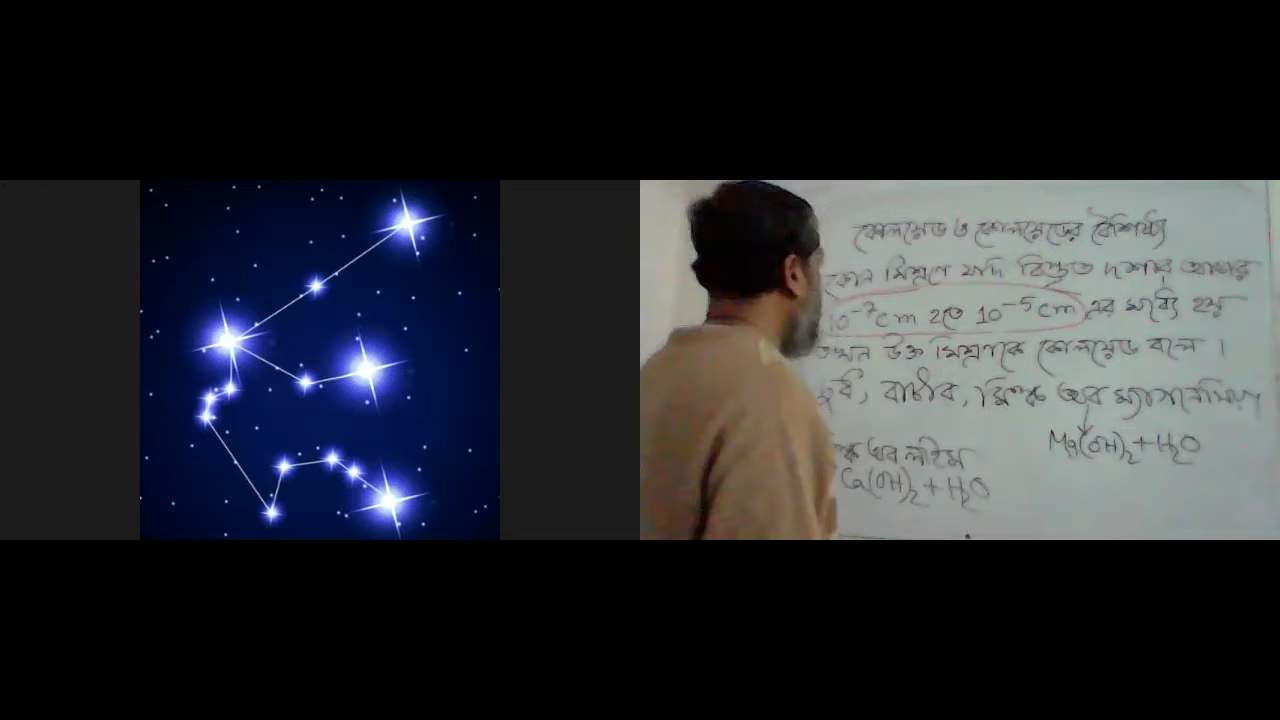 কোলয়েড ও কোলয়েডের বৈশিষ্ট্য
কোন মিশ্রণে যদি বিস্তৃত দশার আকার
10⁻⁷cm হতে 10⁻⁵cm এর মধ্যে হয়
তখন উক্ত মিশ্রণকে কোলয়েড বলে ।
বাটার, মিল্ক অব ম্যাগনেসিয়া
Mg(OH)₂+H₂O
অব লাইম
Ca(OH)₂+H₂O